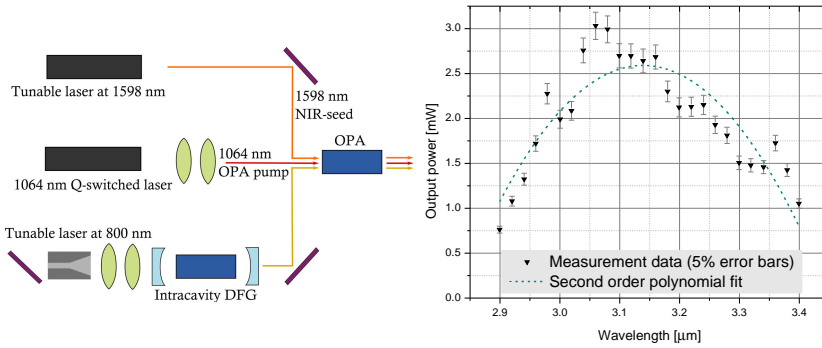 Tunable laser at 1598 nm
1598 nm
NIR-seed
OPA
1064 nm
OPA pump
1064 nm Q-switched laser
Tunable laser at 800 nm
Intracavity DFG
Output power [mW]
3.0
2.5
2.0
1.5
1.0
0.5
0.0
Measurement data (5% error bars)
Second order polynomial fit
2.9 3.0 3.1 3.2 3.3 3.4
Wavelength [μm]